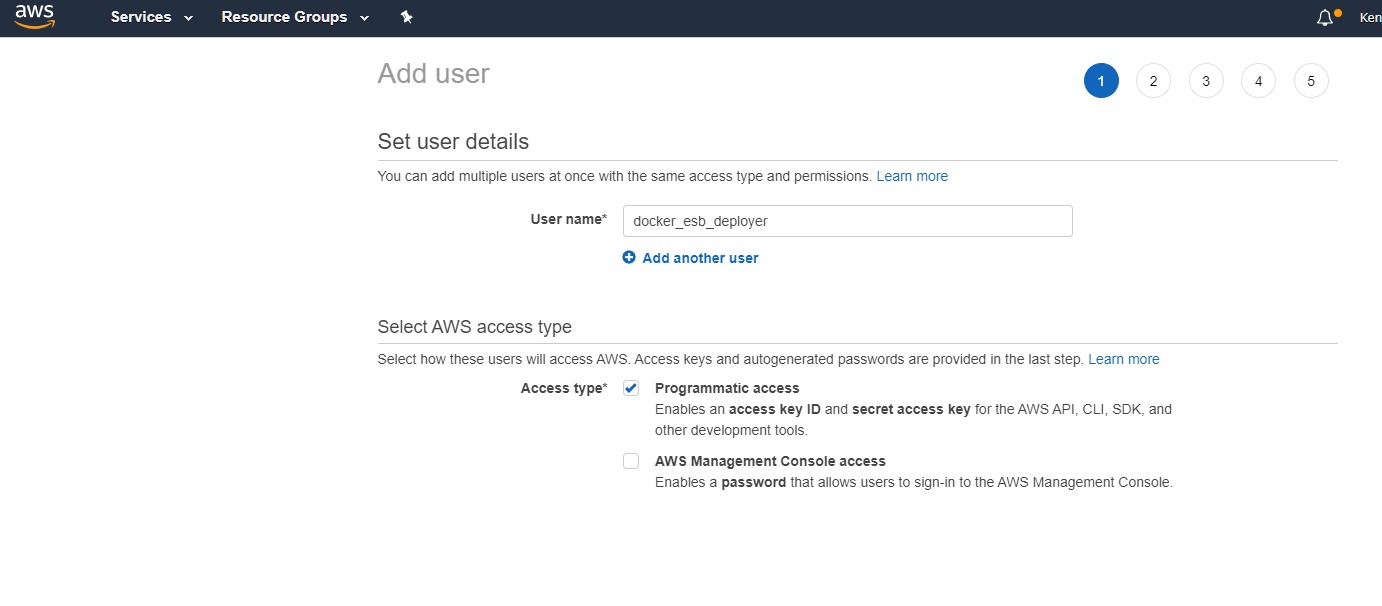 aws Services Resource Groups Ken
Add user 1 2 3 4 5
Set user details
You can add multiple users at once with the same access type and permissions. Learn more
User name* docker_esb_deployer
Add another user
Select AWS access type
Select how these users will access AWS. Access keys and autogenerated passwords are provided in the last step. Learn more
Access type* Programmatic access
Enables an access key ID and secret access key for the AWS API, CLI, SDK, and
other development tools.
AWS Management Console access
Enables a password that allows users to sign-in to the AWS Management Console.